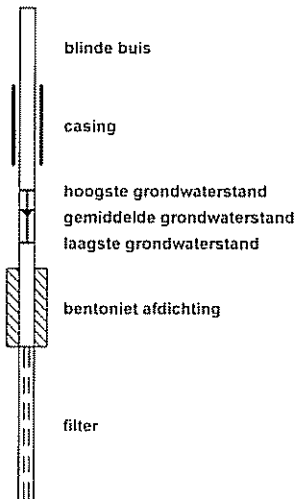 blinde buis
casing
hoogste grondwaterstand
gemiddelde grondwaterstand
laagste grondwaterstand
bentoniet afdichting
filter